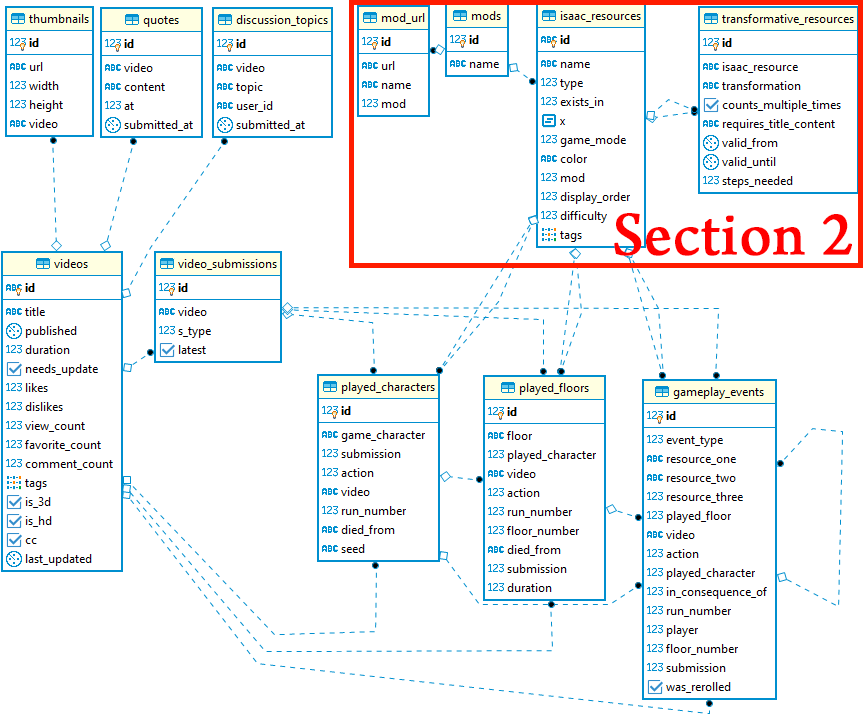 thumbnails
123 id
ABC url
123 width
123 height
ABC video
quotes
123 id
ABC video
ABC content
123 at
submitted_at
discussion_topics
123 id
ABC video
ABC topic
ABC user_id
submitted_at
mod_url
123 id
ABC url
ABC name
123 mod
mods
123 id
ABC name
isaac_resources
ABC id
ABC name
123 type
123 exists_in
x
123 game_mode
ABC color
123 mod
123 display_order
123 difficulty
tags
transformative_resources
123 id
ABC isaac_resource
ABC transformation
counts_multiple_times
ABC requires_title_content
valid_from
valid_until
123 steps_needed
Section 2
videos
ABC id
ABC title
published
123 duration
needs_update
123 likes
123 dislikes
123 view_count
123 favorite_count
123 comment_count
tags
is_3d
is_hd
cc
last_updated
video_submissions
123 id
ABC video
123 s_type
latest
played_characters
123 id
ABC game_character
123 submission
123 action
ABC video
123 run_number
ABC died_from
ABC seed
played_floors
123 id
ABC floor
123 played_character
ABC video
123 action
123 run_number
123 floor_number
ABC died_from
123 submission
123 duration
gameplay_events
123 id
123 event_type
ABC resource_one
ABC resource_two
123 resource_three
123 played_floor
ABC video
123 action
123 played_character
123 in_consequence_of
123 run_number
123 player
123 floor_number
123 submission
was_rerolled